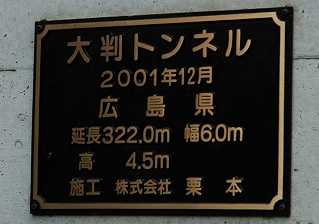 大判トンネル
2001年12月
広島県
延長322.0m 幅6.0m
高 4.5m
施工 株式会社 栗本